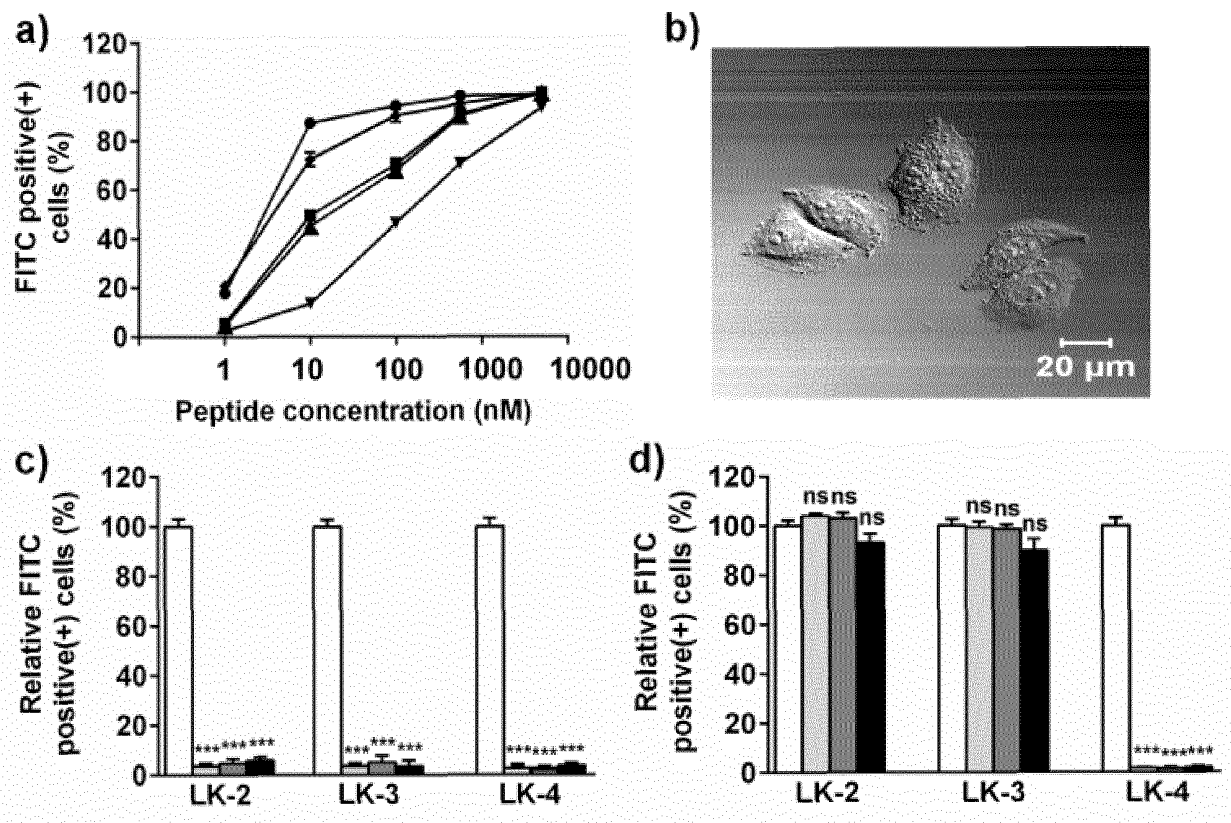 a)
120
100
80
60
40
20
0
FITC positive(+)
cells (%)
1 10 100 1000 10000
Peptide concentration (nM)
b)
20 µm
c)
120
100
80
60
40
20
0
Relative FITC
positive(+) cells (%)
*** *** ***
*** *** ***
*** *** ***
LK-2 LK-3 LK-4
d)
120
100
80
60
40
20
0
Relative FITC
positive(+) cells (%)
ns ns ns
ns ns ns
*** *** ***
LK-2 LK-3 LK-4